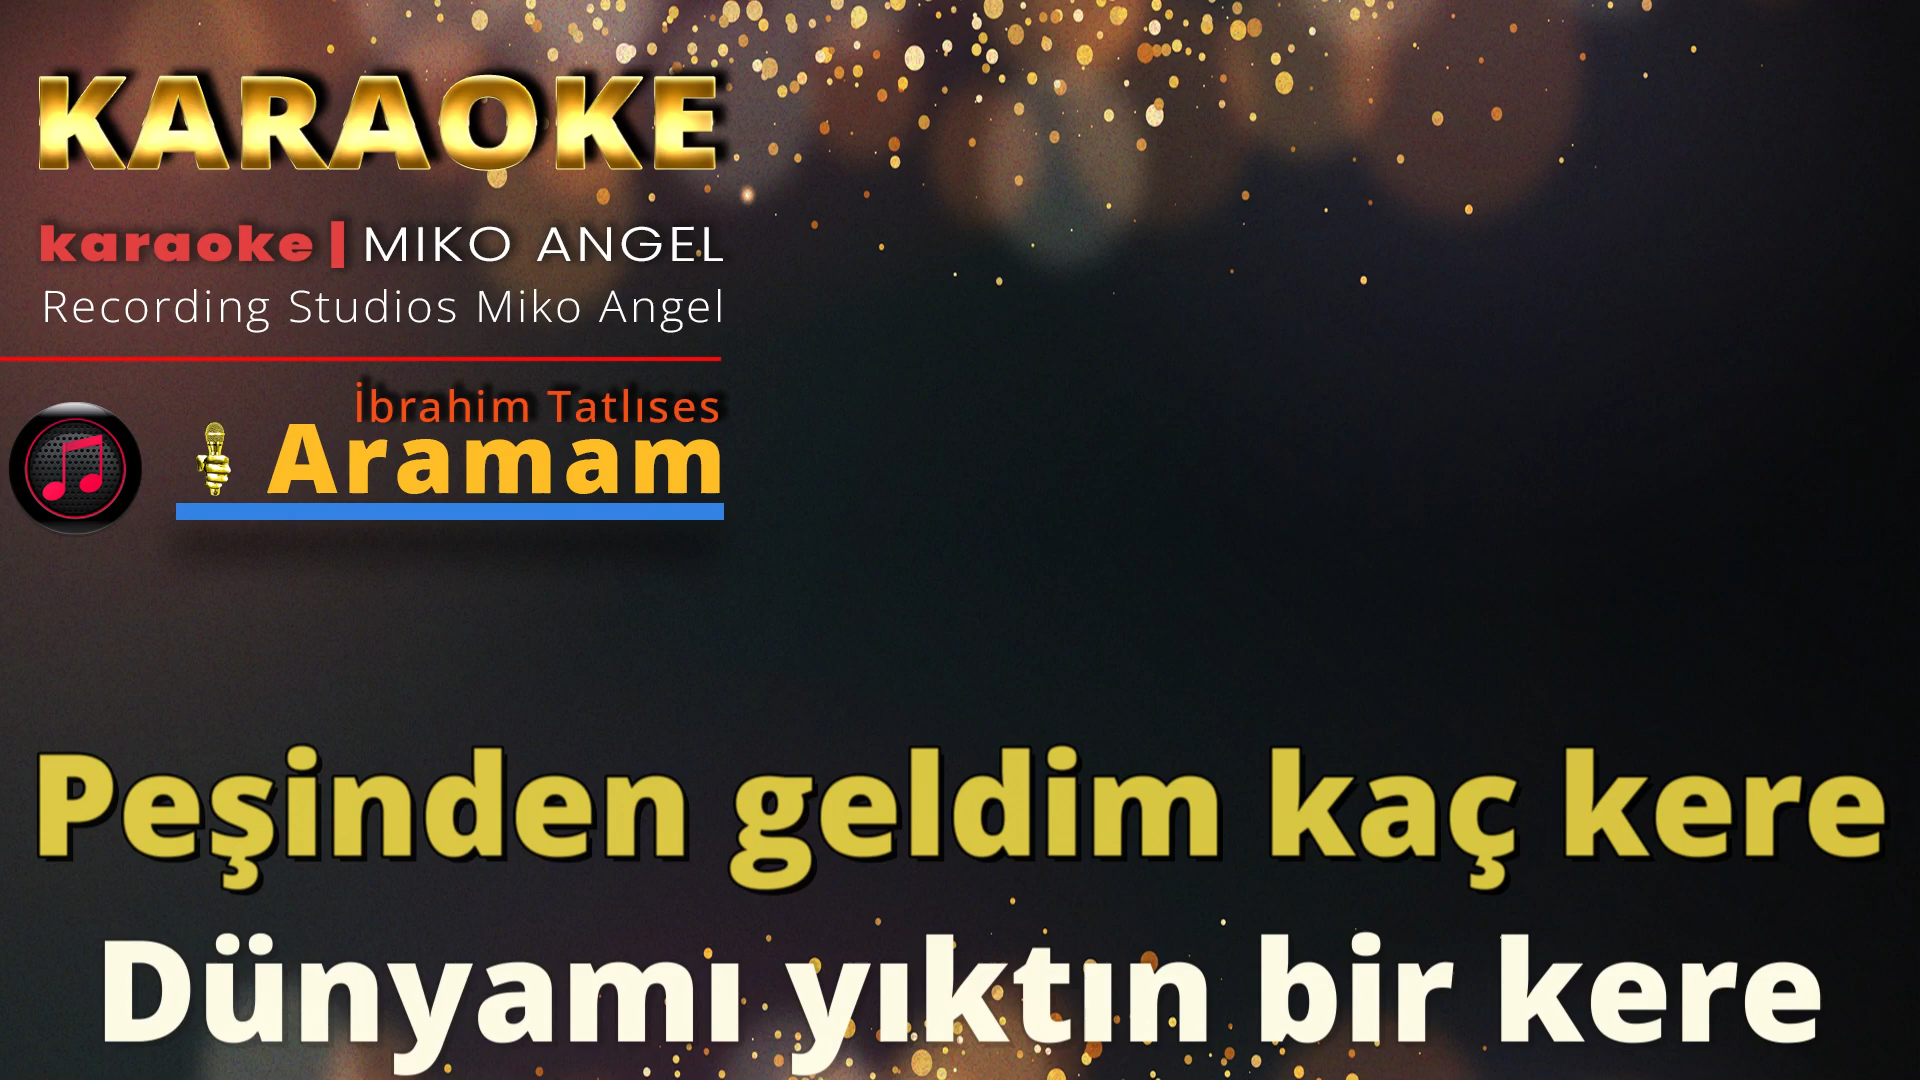 KARAOKE
karaoke| MIKO ANGEL
Recording Studios Miko Angel
İbrahim Tatlıses
Aramam
Peşinden geldim kaç kere
Dünyamı yıktın bir kere